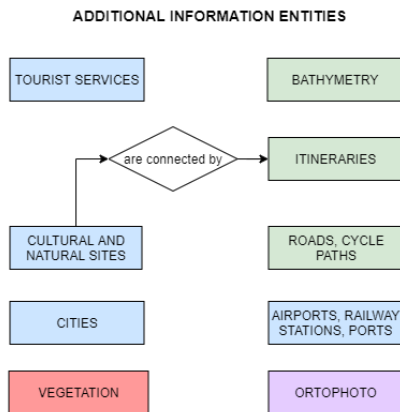 ADDITIONAL INFORMATION ENTITIES
TOURIST SERVICES
BATHYMETRY
are connected by
ITINERARIES
CULTURAL AND
NATURAL SITES
ROADS, CYCLE
PATHS
CITIES
AIRPORTS, RAILWAY
STATIONS, PORTS
VEGETATION
ORTOPHOTO